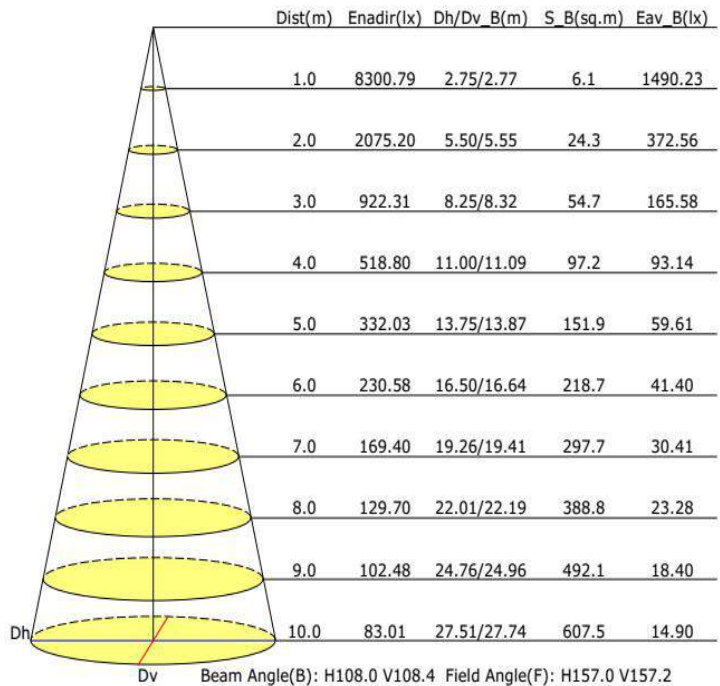 Dist(m) Enadir(lx) Dh/Dv_B(m) S_B(sq.m) Eav_B(lx)
1.0 8300.79 2.75/2.77 6.1 1490.23
2.0 2075.20 5.50/5.55 24.3 372.56
3.0 922.31 8.25/8.32 54.7 165.58
4.0 518.80 11.00/11.09 97.2 93.14
5.0 332.03 13.75/13.87 151.9 59.61
6.0 230.58 16.50/16.64 218.7 41.40
7.0 169.40 19.26/19.41 297.7 30.41
8.0 129.70 22.01/22.19 388.8 23.28
9.0 102.48 24.76/24.96 492.1 18.40
Dh 10.0 83.01 27.51/27.74 607.5 14.90
Dv Beam Angle(B): H108.0 V108.4 Field Angle(F): H157.0 V157.2